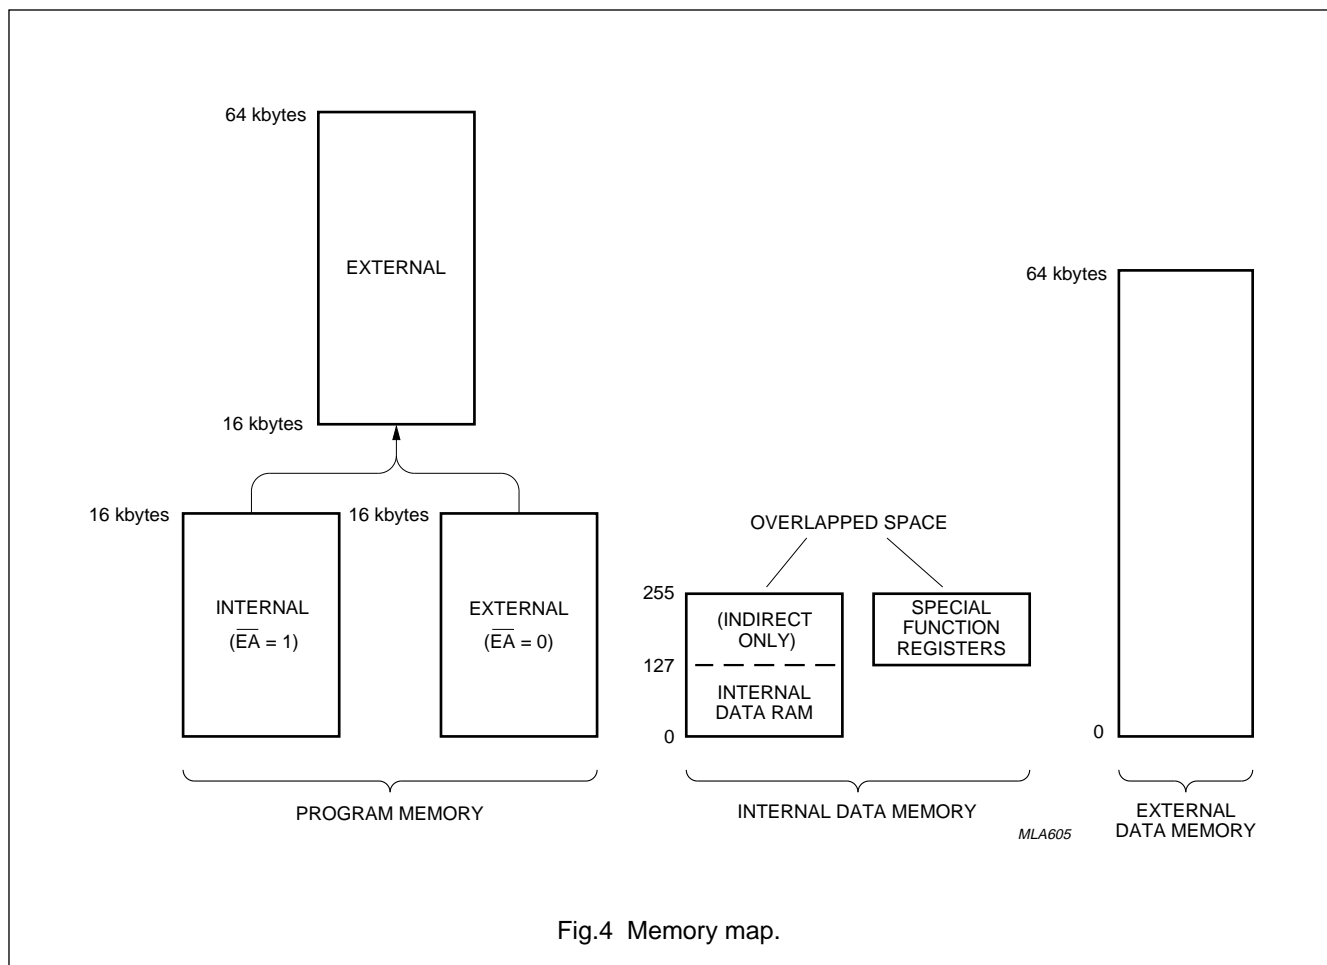 64 kbytes
EXTERNAL
64 kbytes
16 kbytes
16 kbytes
16 kbytes
OVERLAPPED SPACE
INTERNAL
(E̅A̅ = 1)
EXTERNAL
(E̅A̅ = 0)
255
(INDIRECT
ONLY)
SPECIAL
FUNCTION
REGISTERS
127
INTERNAL
DATA RAM
0
0
PROGRAM MEMORY
INTERNAL DATA MEMORY
EXTERNAL
DATA MEMORY
MLA605
Fig.4 Memory map.